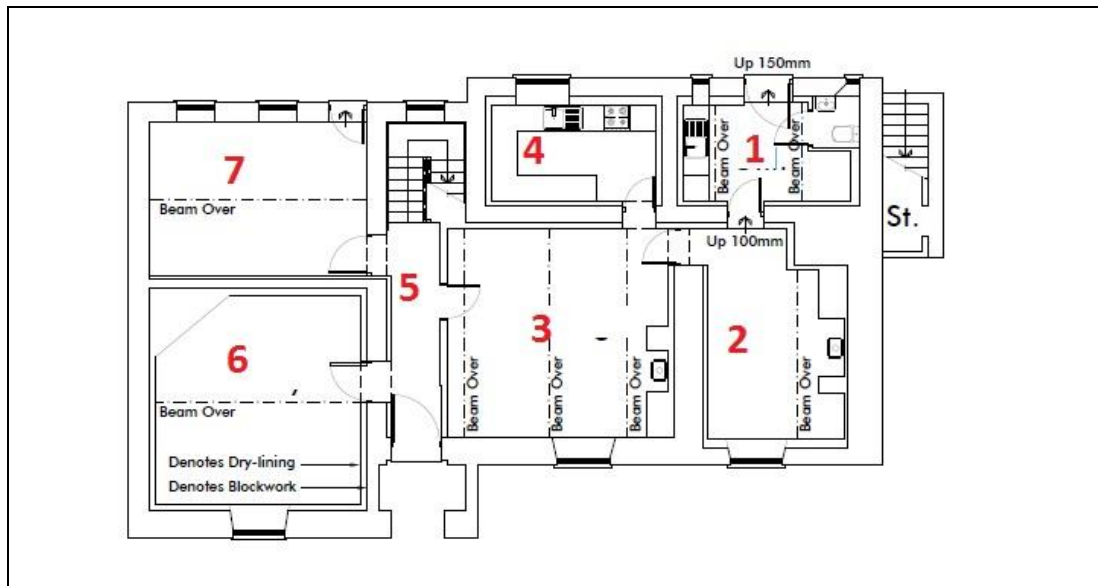 Up 150mm
7
4
Beam Over
1
Beam Over
Beam Over
St.
Up 100mm
5
3
2
6
Beam Over
Beam Over
Beam Over
Beam Over
Beam Over
Denotes Dry-lining
Denotes Blockwork